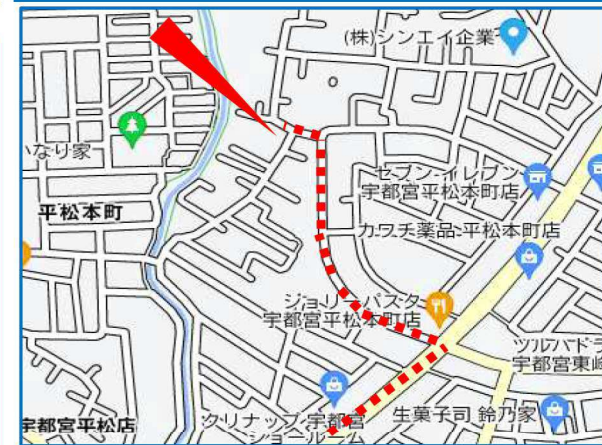 (株)シンエイ企業
なり家
セブン-イレブン
宇都宮平松本町店
平松本町
カワチ薬品 平松本町店
ジョリーパスタ
宇都宮平松本町店
ツルハドラ
宇都宮東峰
宇都宮平松店
クリナップ・宇都宮
ショールーム
生菓子司 鈴乃家